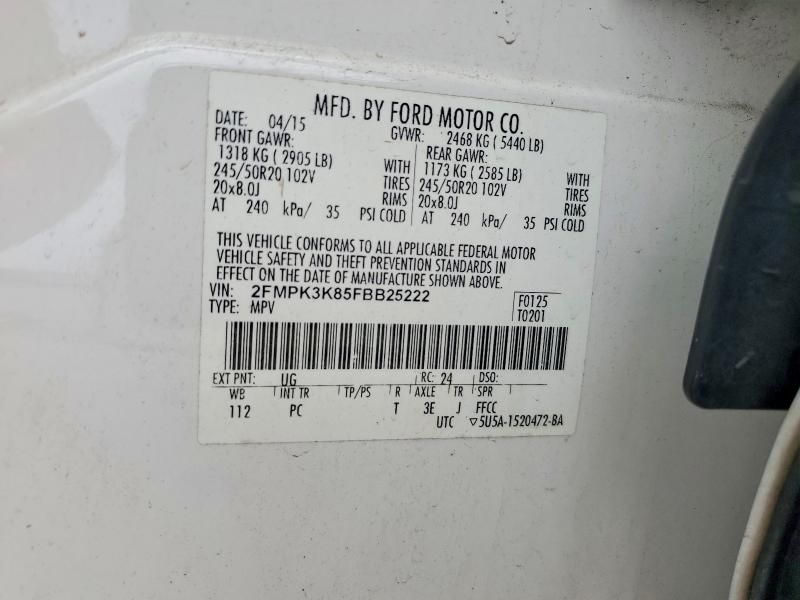 MFD. BY FORD MOTOR CO.
DATE: 04/15 GVWR: 2468 KG ( 5440 LB)
FRONT GAWR: REAR GAWR:
1318 KG ( 2905 LB) WITH 1173 KG ( 2585 LB) WITH
245/50R20 102V TIRES 245/50R20 102V TIRES
20x8.0J RIMS 20x8.0J RIMS
AT 240 kPa/ 35 PSI COLD AT 240 kPa/ 35 PSI COLD
THIS VEHICLE CONFORMS TO ALL APPLICABLE FEDERAL MOTOR
VEHICLE SAFETY AND THEFT PREVENTION STANDARDS IN
EFFECT ON THE DATE OF MANUFACTURE SHOWN ABOVE.
VIN: 2FMPK3K85FBB25222 F0125
TYPE: MPV T0201
EXT PNT: UG RC: 24 DSO:
WB INT TR TP/PS R AXLE TR SPR
112 PC T 3E J FFCC
UTC ▽5U5A-1520472-BA